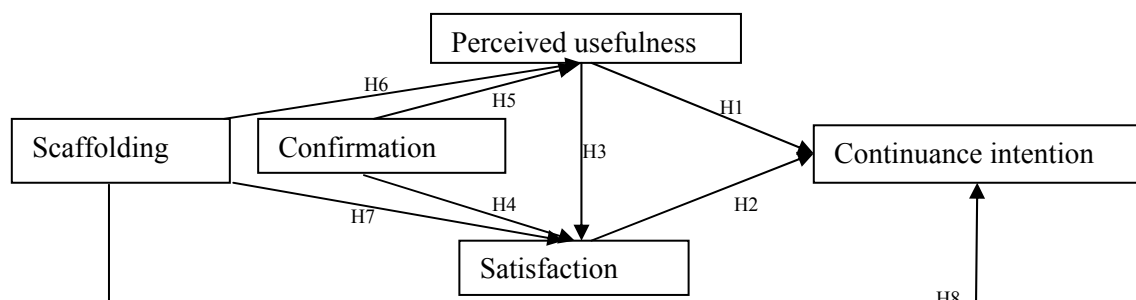 Perceived usefulness
H6
H5
H1
Scaffolding
Confirmation
H3
Continuance intention
H7
H4
H2
Satisfaction
H8